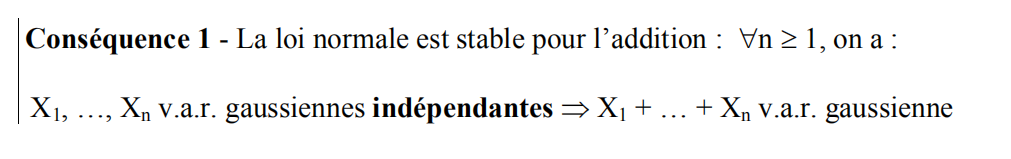 Conséquence 1 - La loi normale est stable pour l’addition : ∀n ≥ 1, on a :
X₁, …, Xₙ v.a.r. gaussiennes indépendantes ⇒ X₁ + … + Xₙ v.a.r. gaussienne